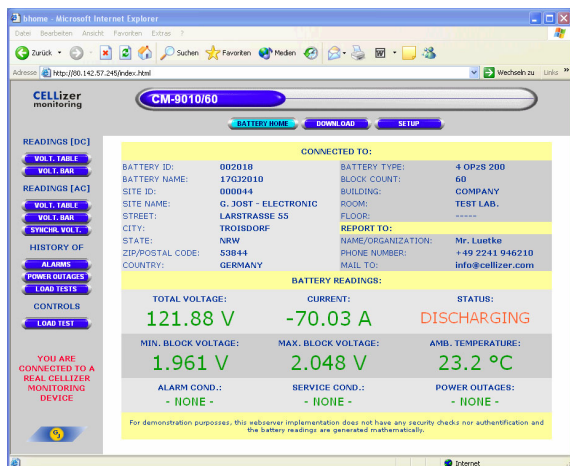 bhome - Microsoft Internet Explorer
Datei Bearbeiten Ansicht Favoriten Extras ?
Zurück Suchen Favoriten Medien
Adresse http://80.142.57.245/index.html Wechseln zu Links »
CELLizer
monitoring
CM-9010/60
BATTERY HOME DOWNLOAD SETUP
READINGS [DC]
VOLT. TABLE
VOLT. BAR
READINGS [AC]
VOLT. TABLE
VOLT. BAR
SYNCHR. VOLT.
HISTORY OF
ALARMS
POWER OUTAGES
LOAD TESTS
CONTROLS
LOAD TEST
YOU ARE
CONNECTED TO A
REAL CELLIZER
MONITORING
DEVICE
CONNECTED TO:
BATTERY ID: 002018 BATTERY TYPE: 4 OPzS 200
BATTERY NAME: 17GJ2010 BLOCK COUNT: 60
SITE ID: 000044 BUILDING: COMPANY
SITE NAME: G. JOST - ELECTRONIC ROOM: TEST LAB.
STREET: LARSTRASSE 55 FLOOR: -----
CITY: TROISDORF REPORT TO:
STATE: NRW NAME/ORGANIZATION: Mr. Luetke
ZIP/POSTAL CODE: 53844 PHONE NUMBER: +49 2241 946210
COUNTRY: GERMANY MAIL TO: info@cellizer.com
BATTERY READINGS:
TOTAL VOLTAGE: CURRENT: STATUS:
121.88 V -70.03 A DISCHARGING
MIN. BLOCK VOLTAGE: MAX. BLOCK VOLTAGE: AMB. TEMPERATURE:
1.961 V 2.048 V 23.2 °C
ALARM COND.: SERVICE COND.: POWER OUTAGES:
- NONE - - NONE - - NONE -
For demonstration purposses, this webserver implementation does not have any security checks nor authentification and
the battery readings are generated mathematically.
Internet